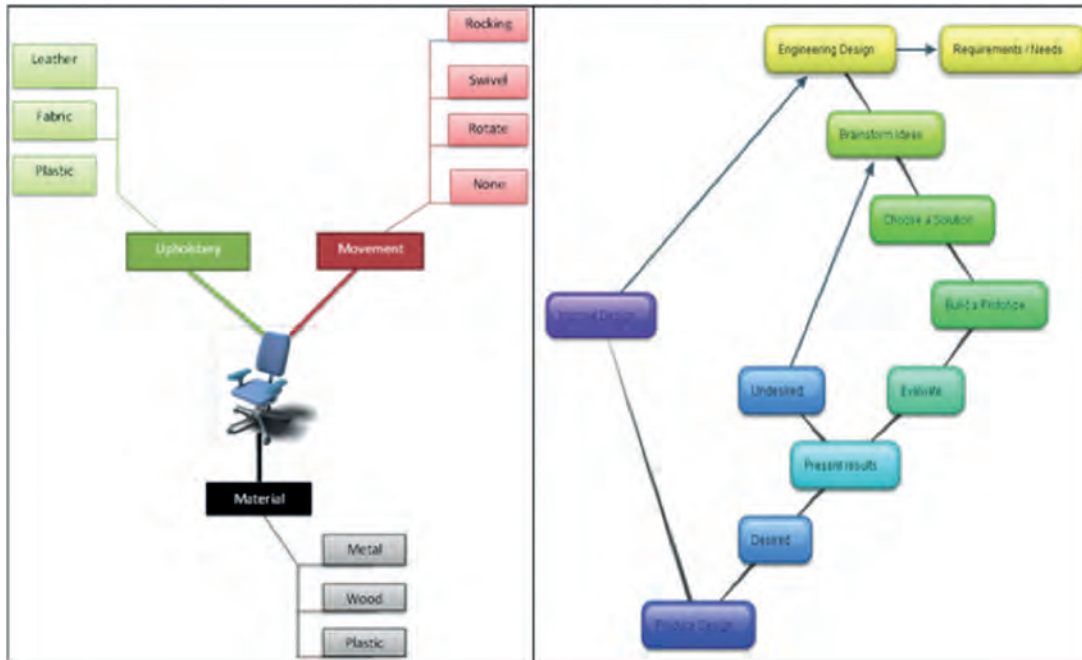 Leather
Fabric
Plastic
Upholstery
Rocking
Swivel
Rotate
None
Movement
Material
Metal
Wood
Plastic
Engineering Design
Requirements / Needs
Brainstorm Ideas
Choose a Solution
Build a Prototype
Evaluate
Undesired
Present results
Desired
Design
Design